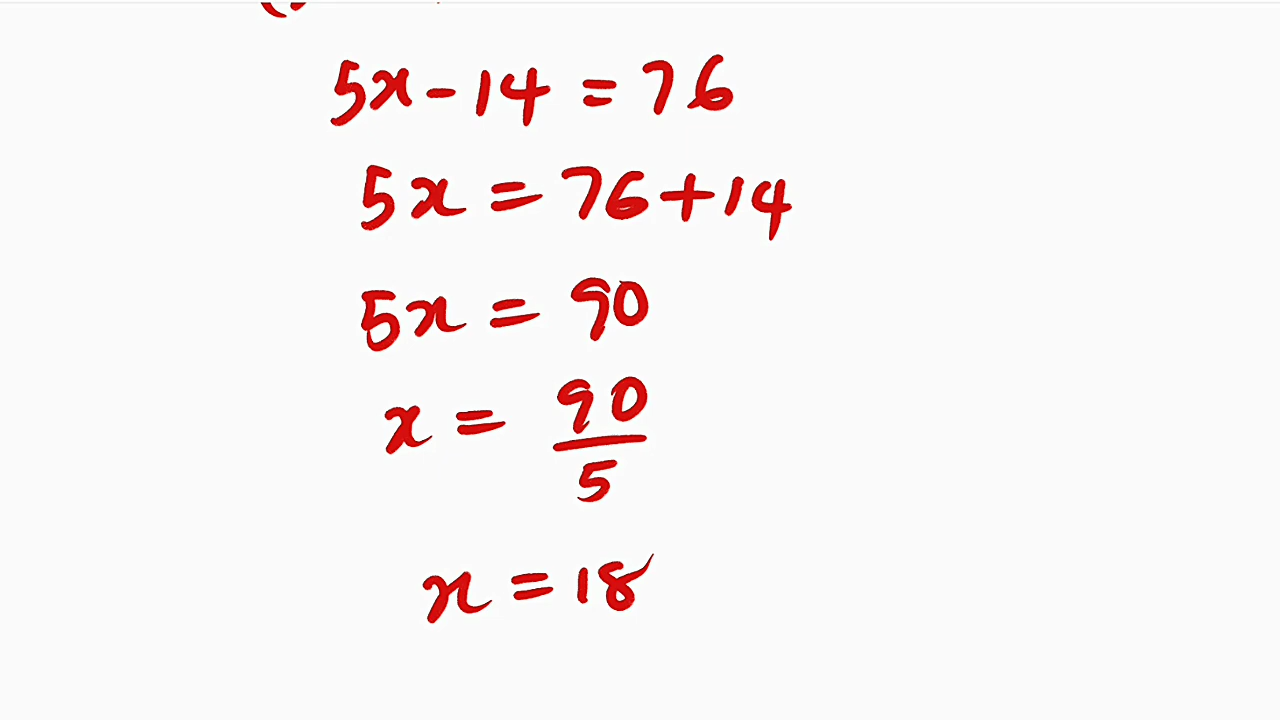 5x - 14 = 76
5x = 76 + 14
5x = 90
x = 90/5
x = 18